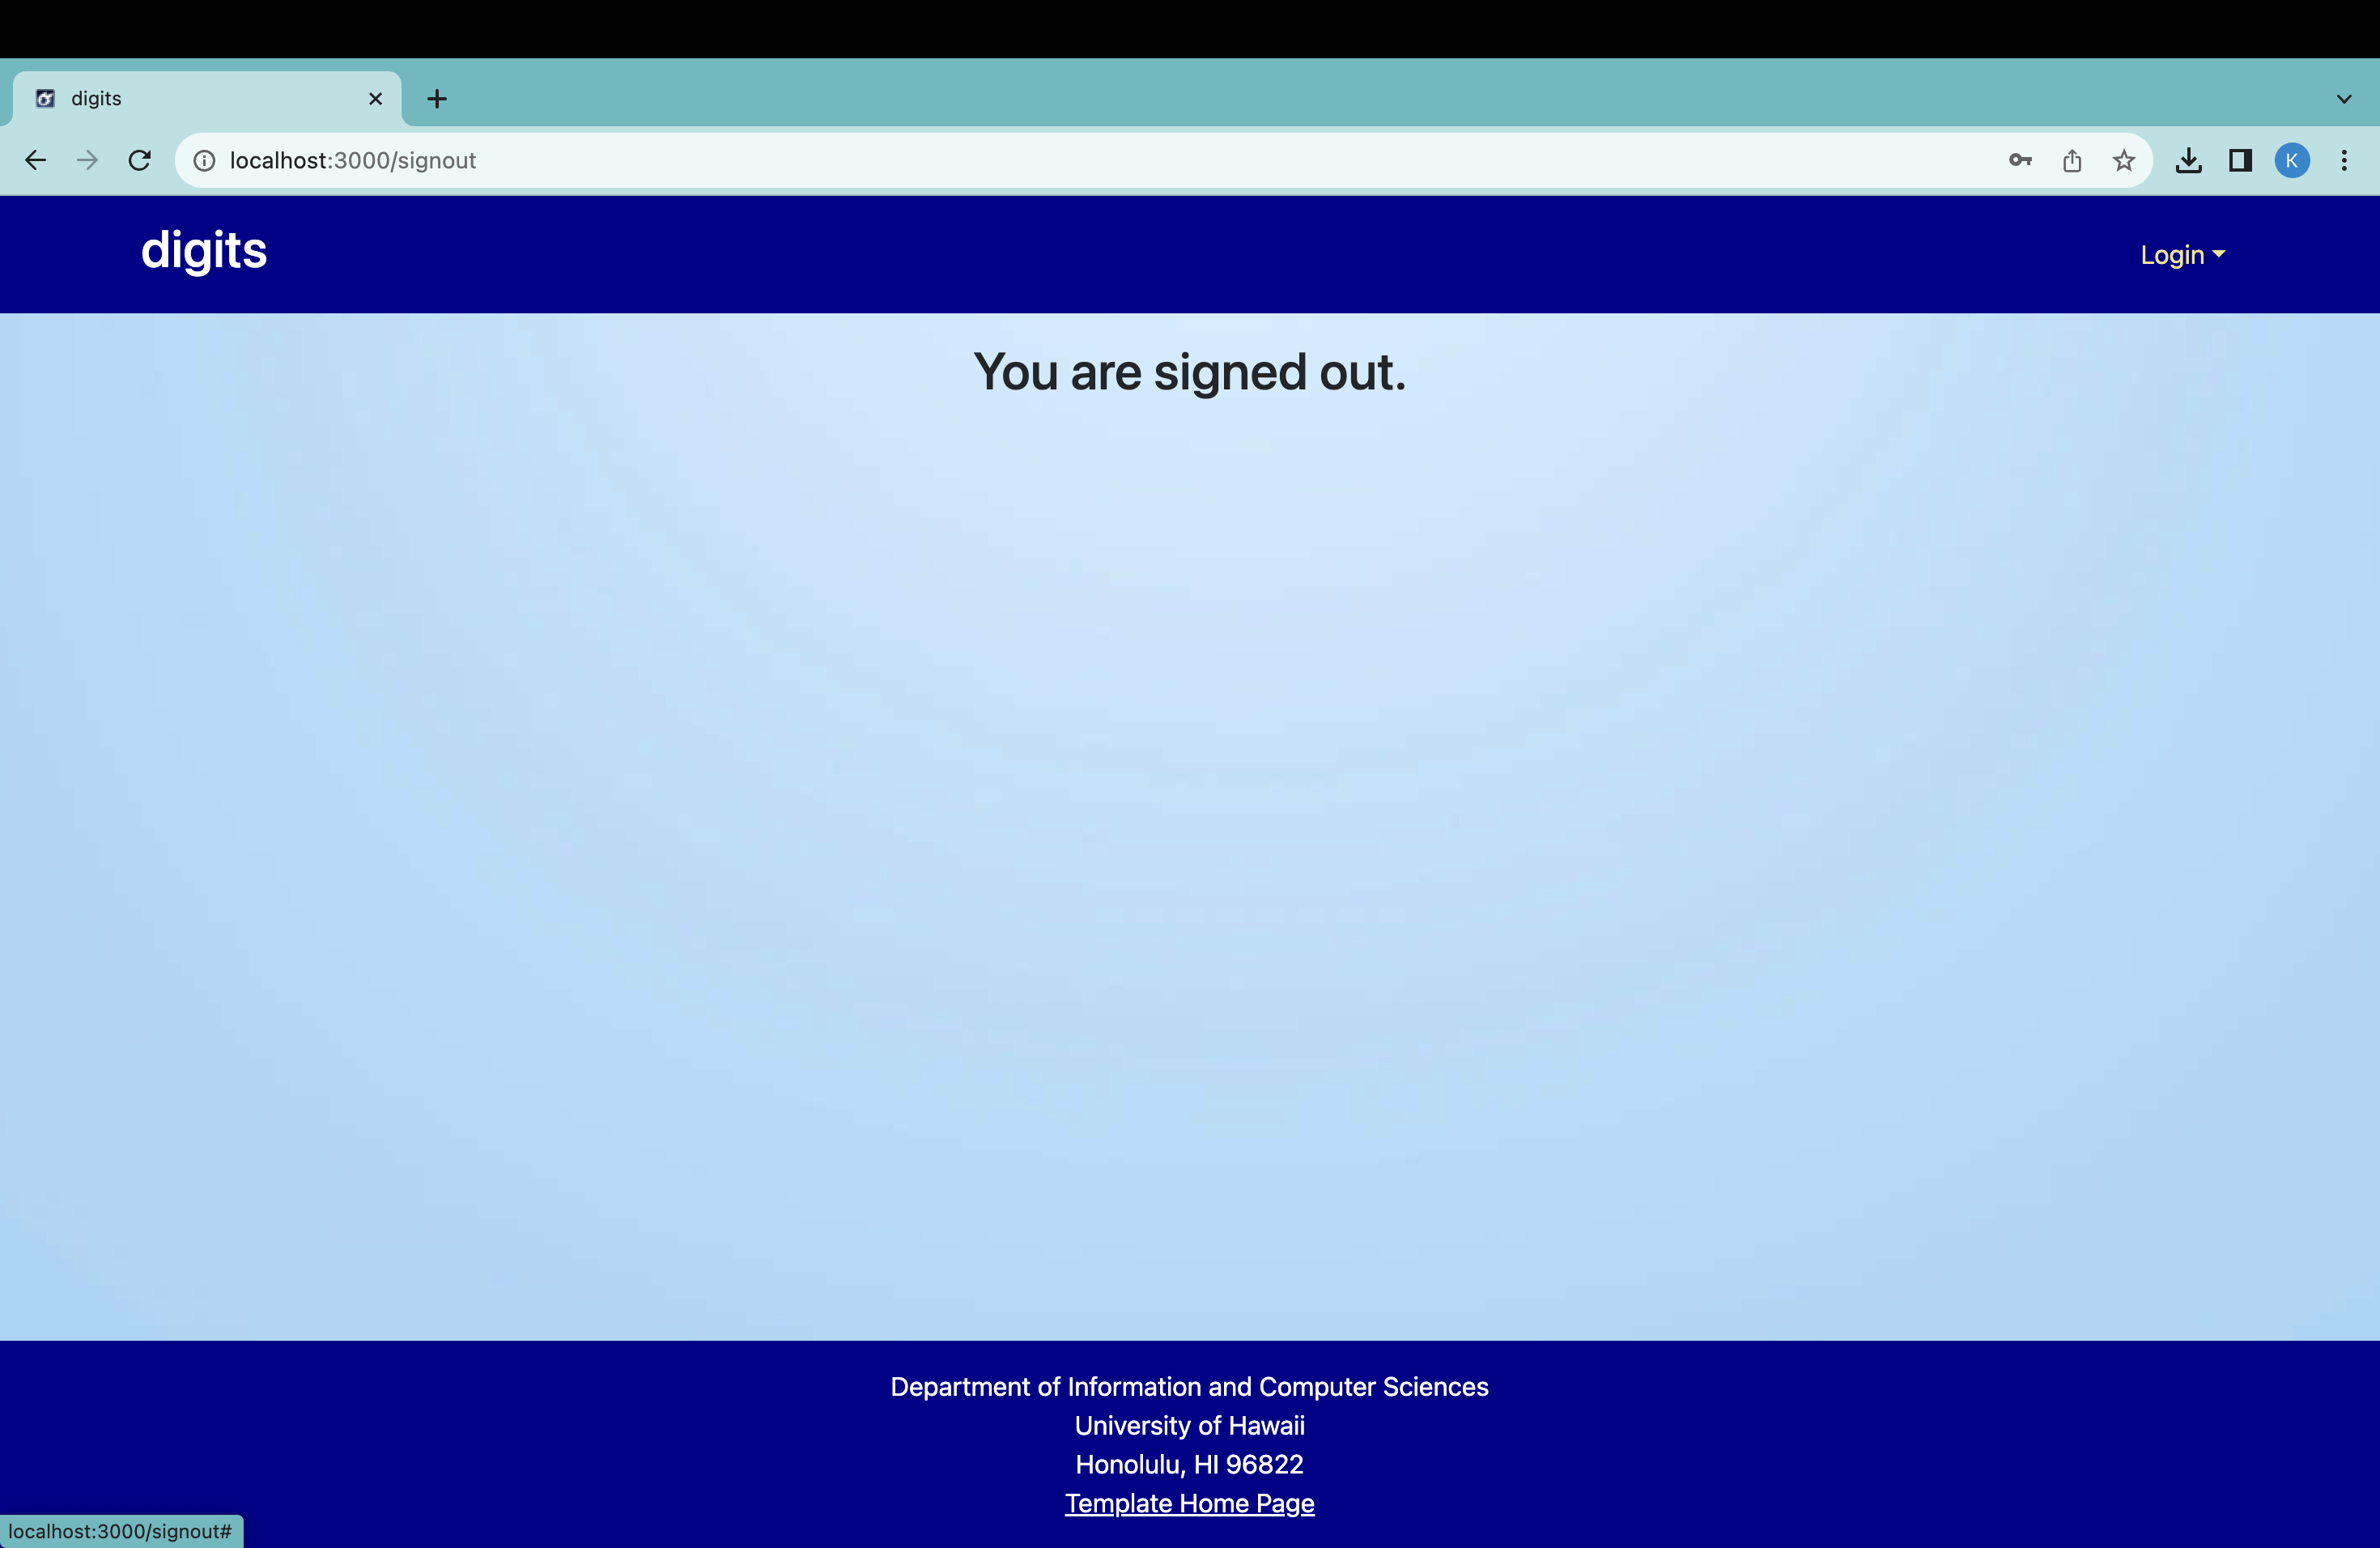 digits
localhost:3000/signout
K
digits
Login
You are signed out.
Department of Information and Computer Sciences
University of Hawaii
Honolulu, HI 96822
Template Home Page
localhost:3000/signout#